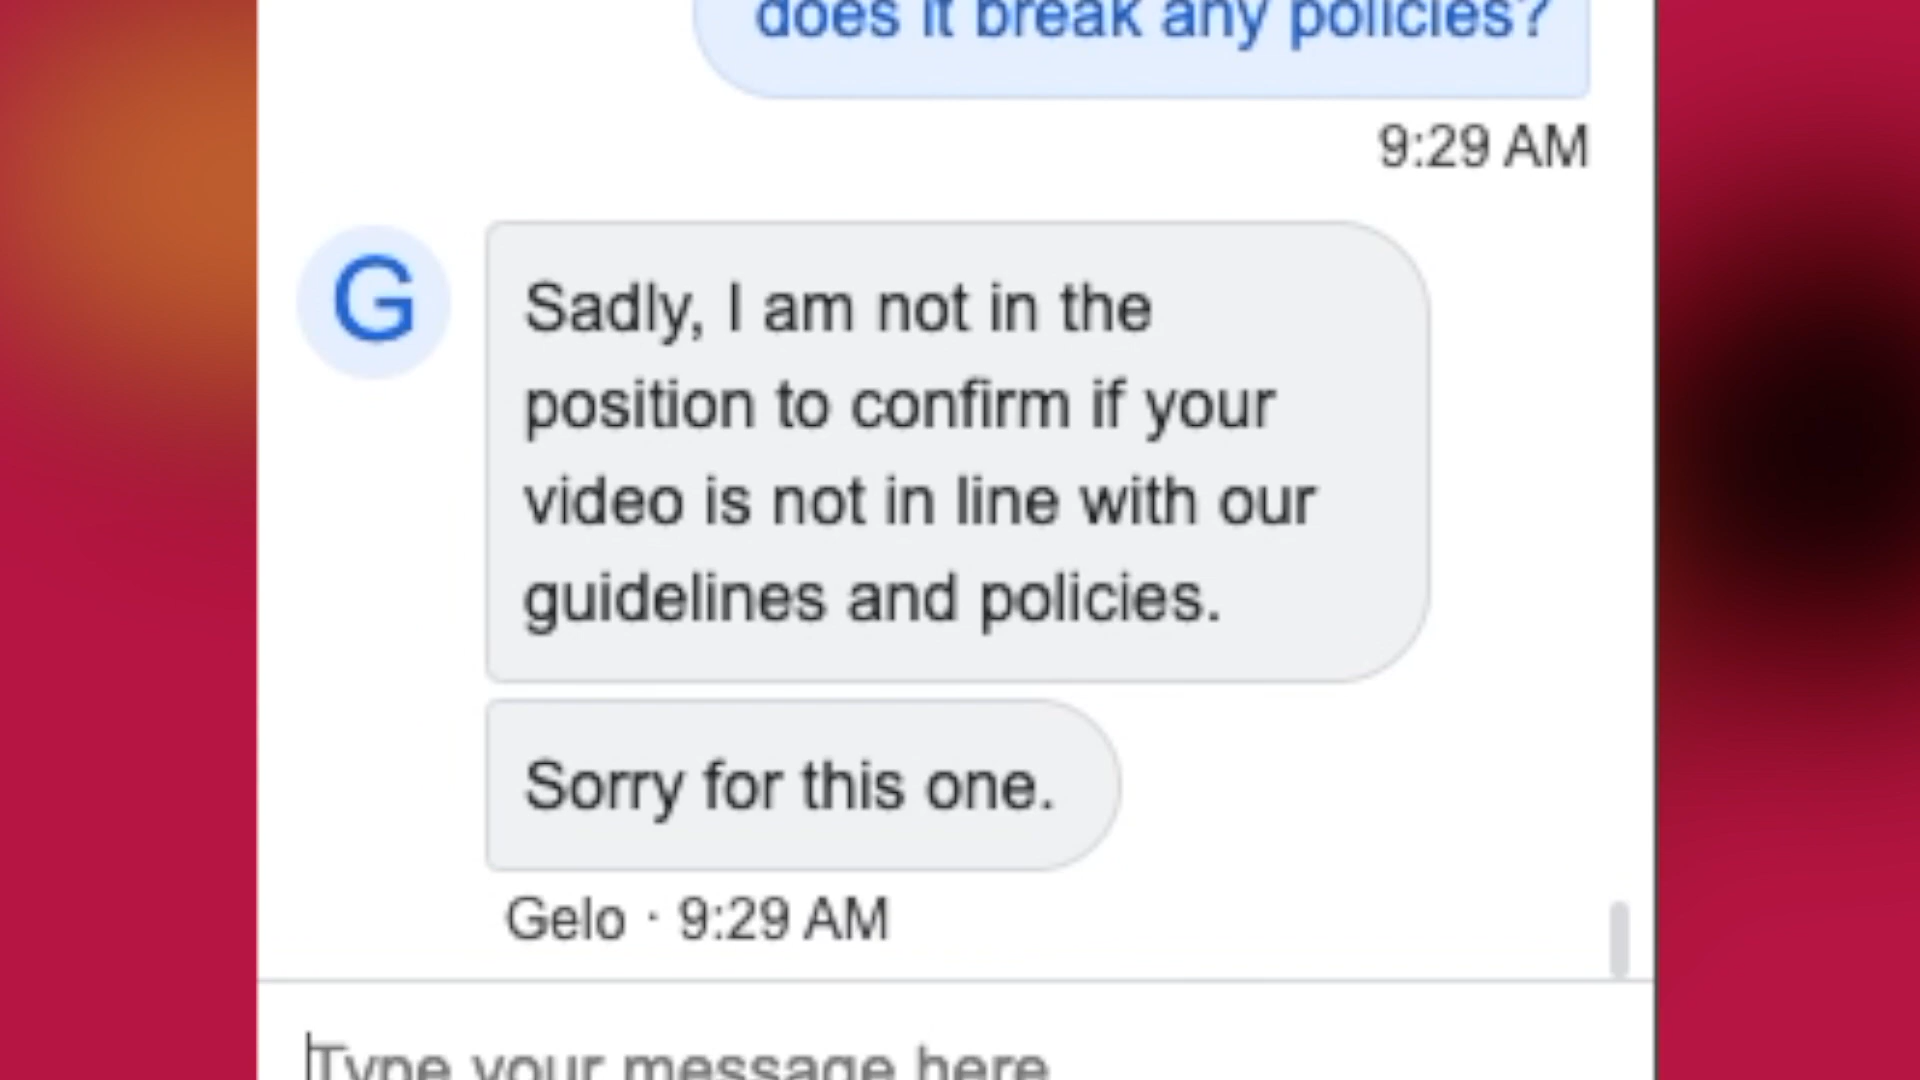 does it break any policies?
9:29 AM
G
Sadly, I am not in the
position to confirm if your
video is not in line with our
guidelines and policies.
Sorry for this one.
Gelo · 9:29 AM
Type your message here